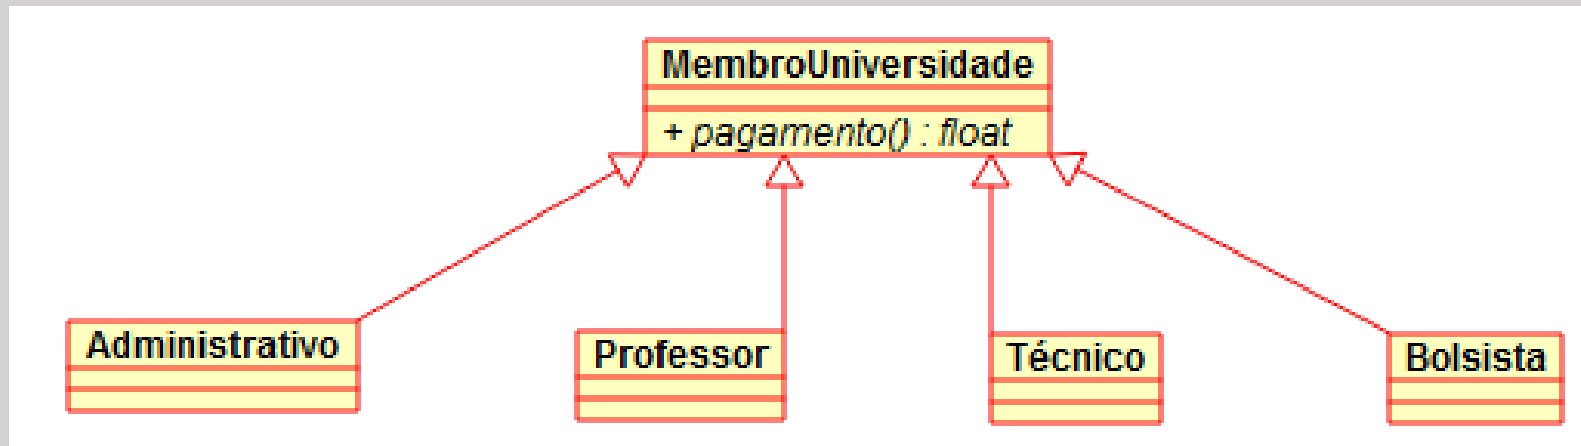 MembroUniversidade
+ pagamento() : float
Administrativo
Professor
Técnico
Bolsista